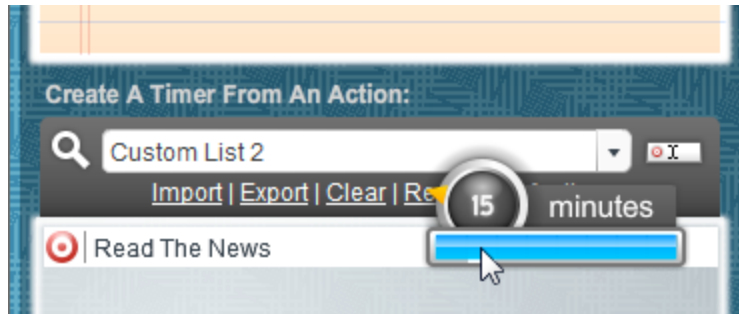 Create A Timer From An Action:
Custom List 2
Import | Export | Clear | Re
15 minutes
Read The News